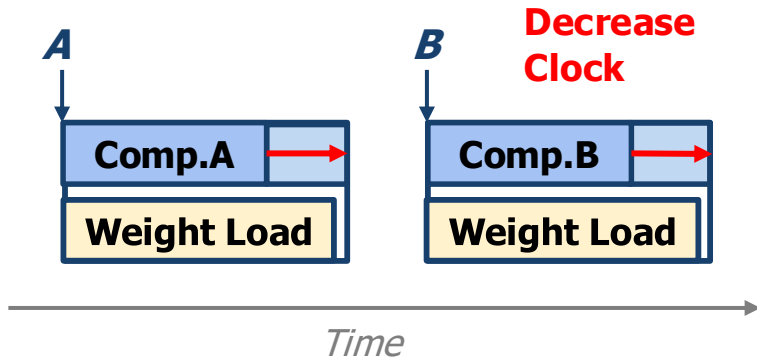 A
B
Decrease
Clock
Comp.A
Comp.B
Weight Load
Weight Load
Time